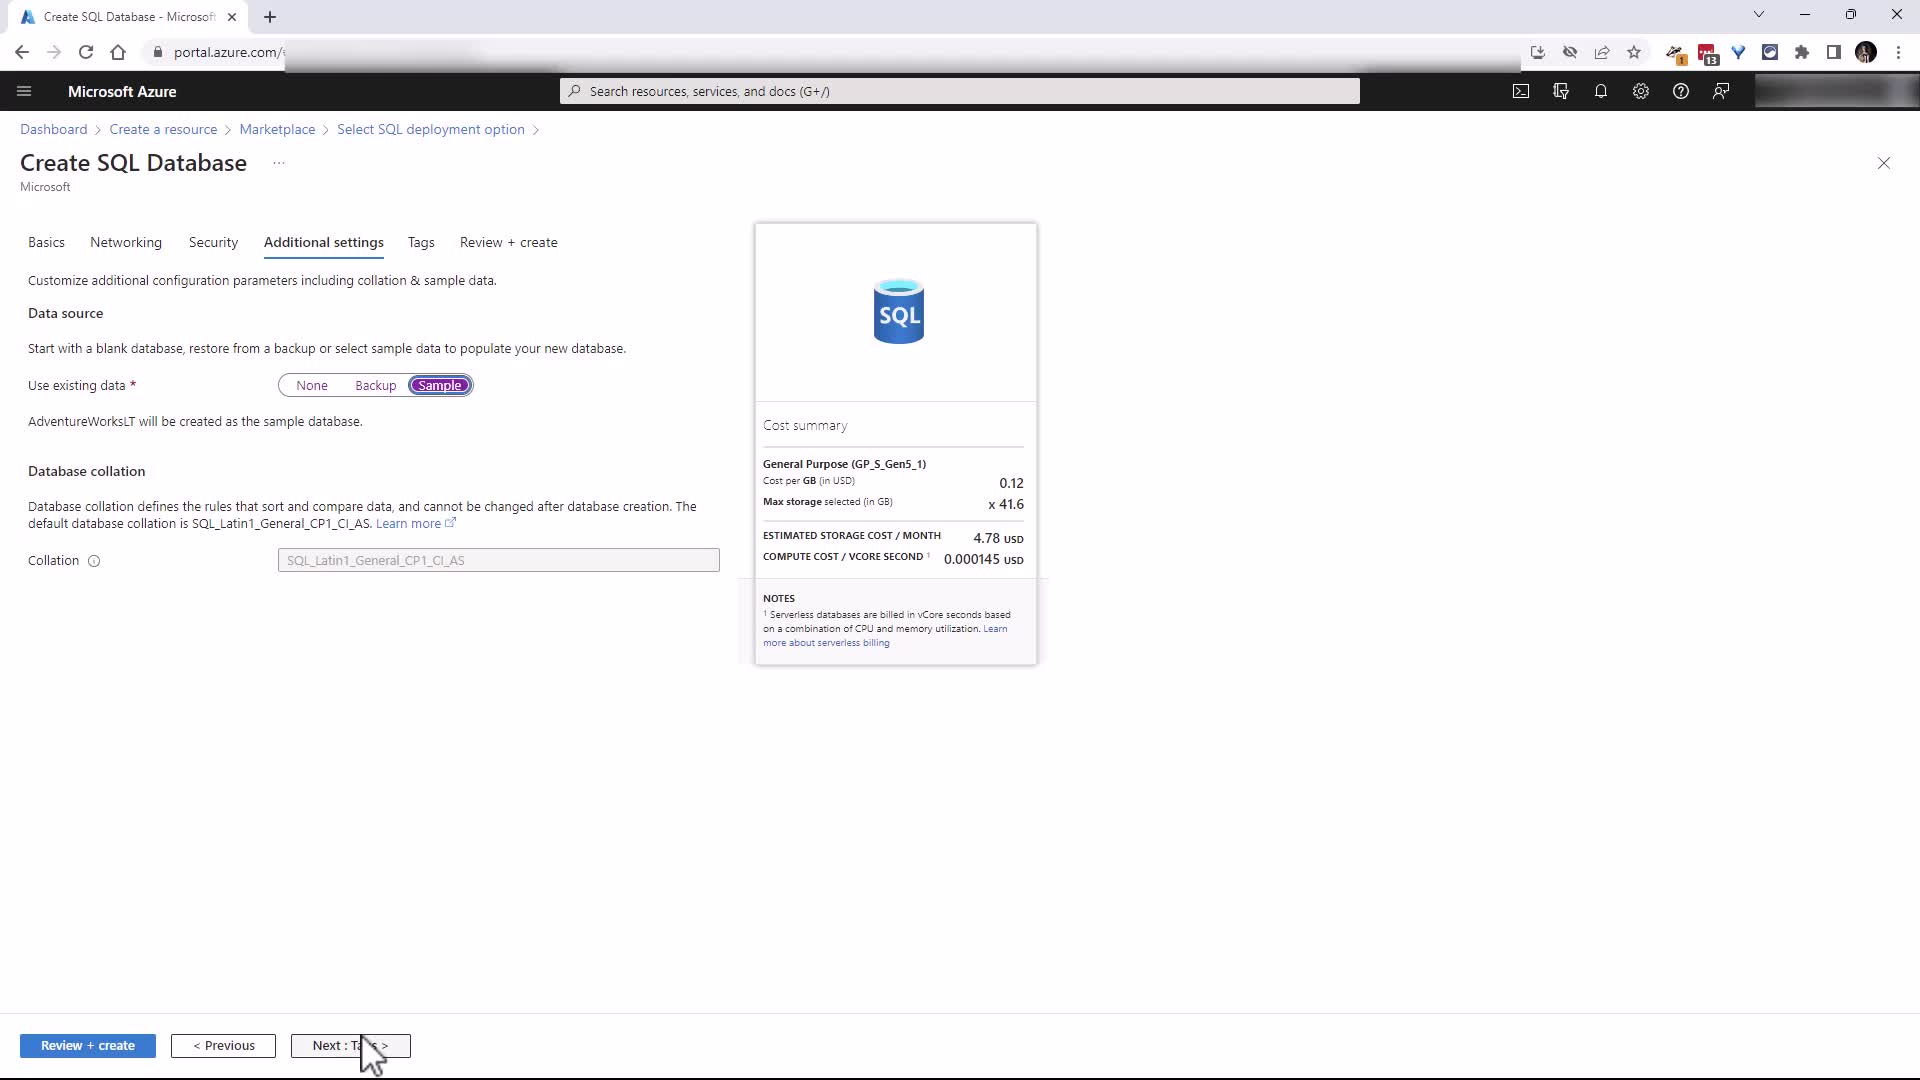 Create SQL Database - Microsoft
portal.azure.com/
1
13
Microsoft Azure
Search resources, services, and docs (G+/)
Dashboard > Create a resource > Marketplace > Select SQL deployment option >
Create SQL Database ...
Microsoft
Basics Networking Security Additional settings Tags Review + create
Customize additional configuration parameters including collation & sample data.
Data source
Start with a blank database, restore from a backup or select sample data to populate your new database.
Use existing data *
None Backup Sample
AdventureWorksLT will be created as the sample database.
Database collation
Database collation defines the rules that sort and compare data, and cannot be changed after database creation. The
default database collation is SQL_Latin1_General_CP1_CI_AS. Learn more
Collation
SQL_Latin1_General_CP1_CI_AS
SQL
Cost summary
General Purpose (GP_S_Gen5_1)
Cost per GB (in USD) 0.12
Max storage selected (in GB) x 41.6
ESTIMATED STORAGE COST / MONTH 4.78 USD
COMPUTE COST / VCORE SECOND 1 0.000145 USD
NOTES
1 Serverless databases are billed in vCore seconds based
on a combination of CPU and memory utilization. Learn
more about serverless billing
Review + create
< Previous
Next : Tags >